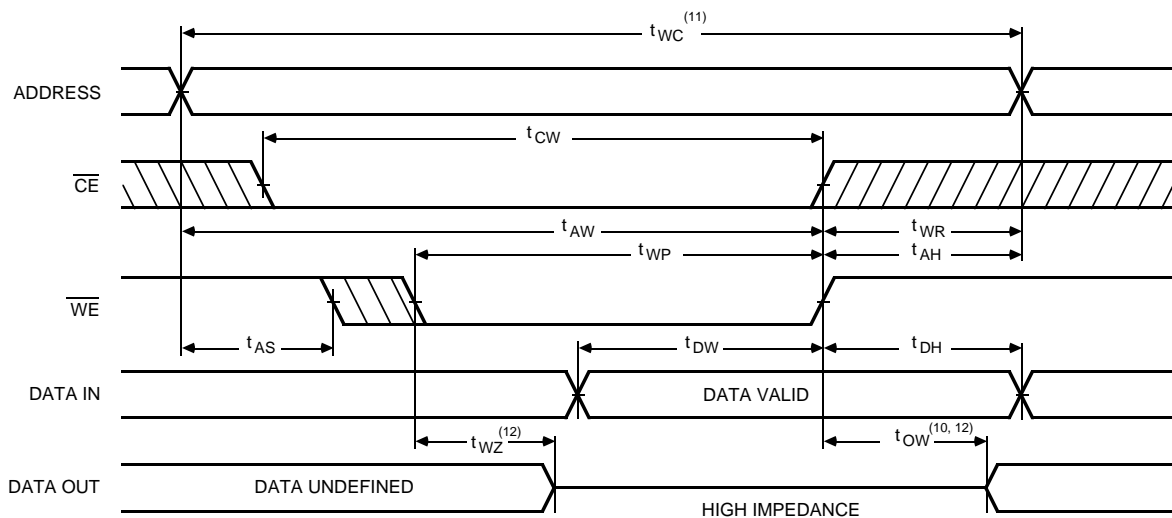 tWC(11)
ADDRESS
tCW
CE
tAW
tWR
tWP
tAH
WE
tAS
tDW
tDH
DATA IN
DATA VALID
tWZ(12)
tOW(10, 12)
DATA OUT
DATA UNDEFINED
HIGH IMPEDANCE